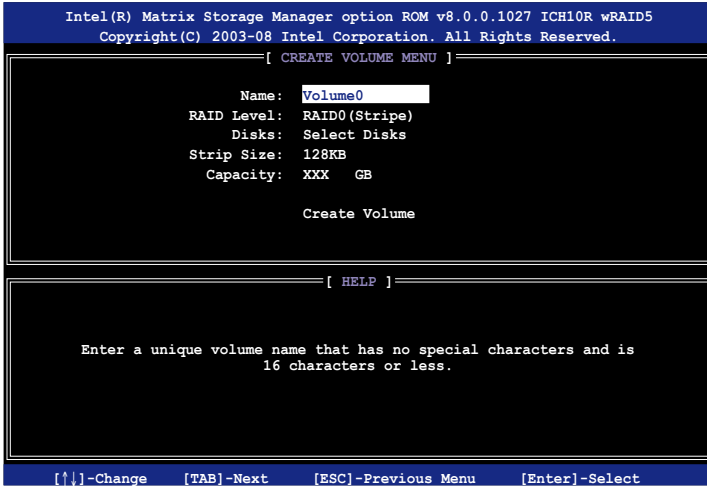 Intel(R) Matrix Storage Manager option ROM v8.0.0.1027 ICH10R wRAID5
Copyright(C) 2003-08 Intel Corporation. All Rights Reserved.
[ CREATE VOLUME MENU ]
Name: Volume0
RAID Level: RAID0(Stripe)
Disks: Select Disks
Strip Size: 128KB
Capacity: XXX GB
Create Volume
[ HELP ]
Enter a unique volume name that has no special characters and is
16 characters or less.
[↑↓]-Change [TAB]-Next [ESC]-Previous Menu [Enter]-Select